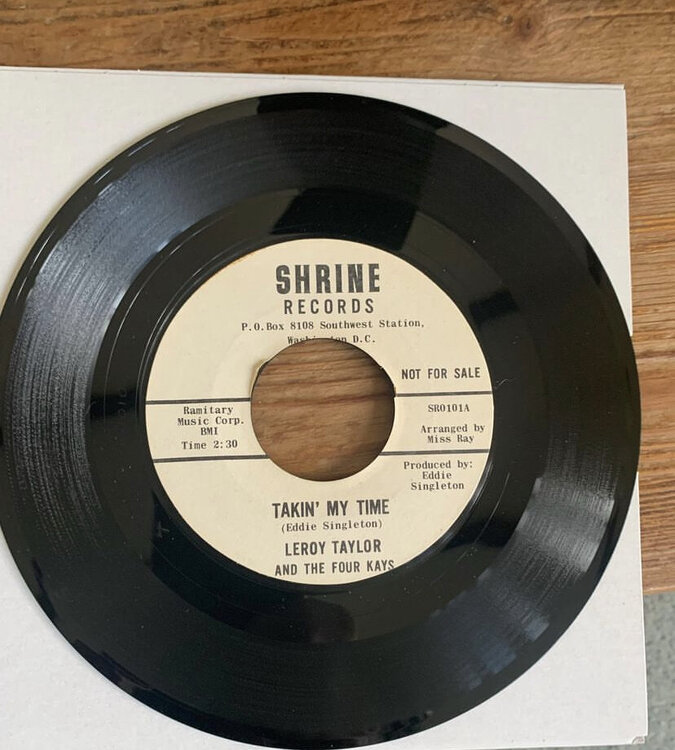 SHRINE
RECORDS
P.O.Box 8108 Southwest Station,
D.C.
NOT FOR SALE
Ramitary
Music Corp.
BMI
Time 2:30
SR0101A
Arranged by
Miss Ray
Produced by:
Eddie
Singleton
TAKIN' MY TIME
(Eddie Singleton)
LEROY TAYLOR
AND THE FOUR KAYS